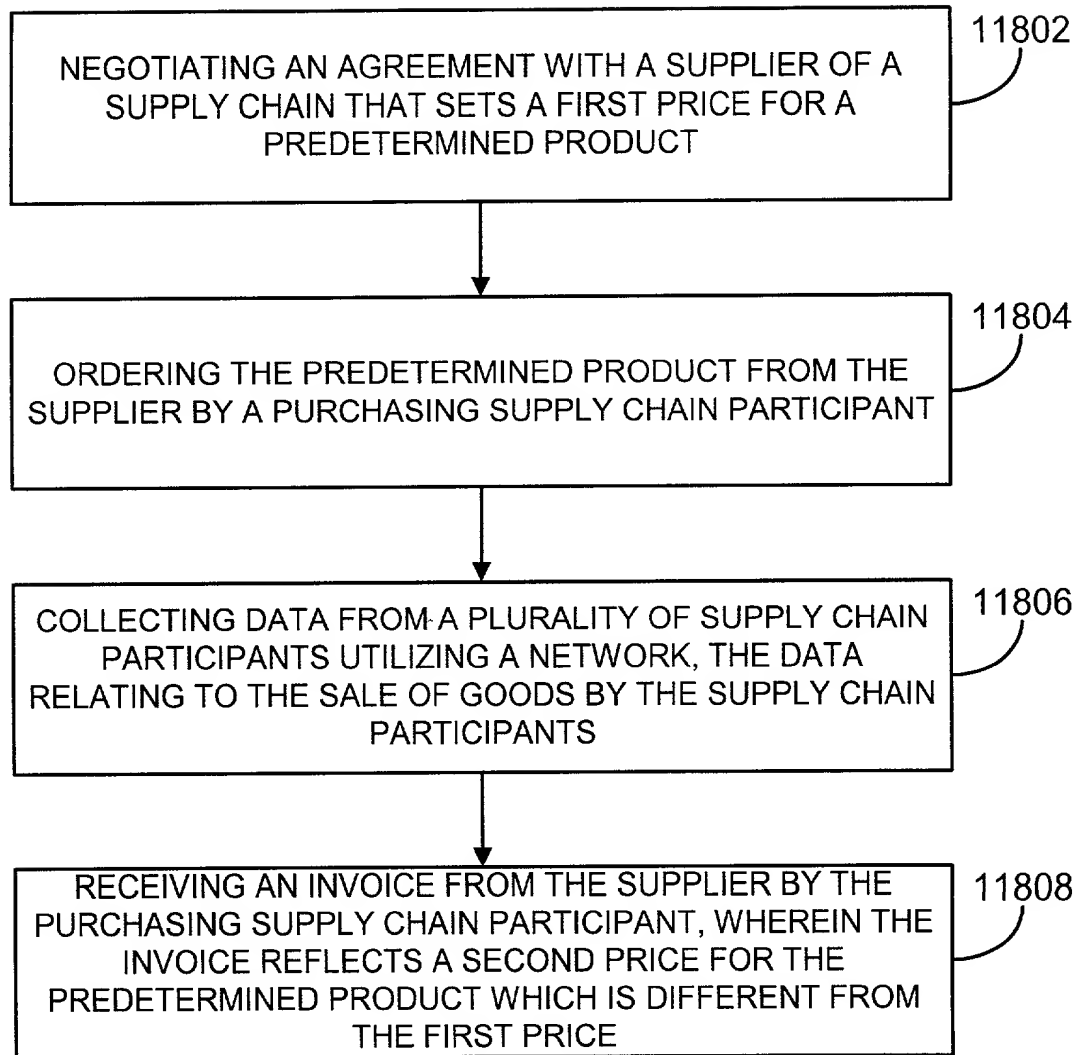 11802
NEGOTIATING AN AGREEMENT WITH A SUPPLIER OF A
SUPPLY CHAIN THAT SETS A FIRST PRICE FOR A
PREDETERMINED PRODUCT
11804
ORDERING THE PREDETERMINED PRODUCT FROM THE
SUPPLIER BY A PURCHASING SUPPLY CHAIN PARTICIPANT
11806
COLLECTING DATA FROM A PLURALITY OF SUPPLY CHAIN
PARTICIPANTS UTILIZING A NETWORK, THE DATA
RELATING TO THE SALE OF GOODS BY THE SUPPLY CHAIN
PARTICIPANTS
11808
RECEIVING AN INVOICE FROM THE SUPPLIER BY THE
PURCHASING SUPPLY CHAIN PARTICIPANT, WHEREIN THE
INVOICE REFLECTS A SECOND PRICE FOR THE
PREDETERMINED PRODUCT WHICH IS DIFFERENT FROM
THE FIRST PRICE